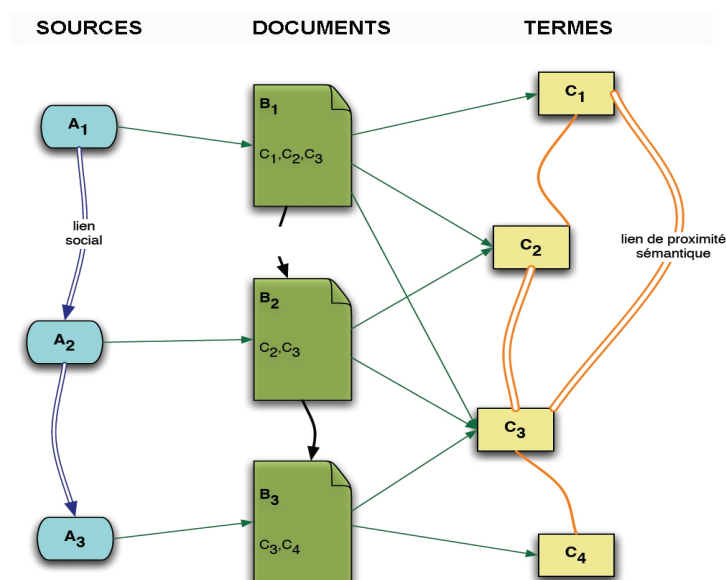 SOURCES DOCUMENTS TERMES
A₁
B₁
C₁,C₂,C₃
C₁
lien
social
C₂
lien de proximité
sémantique
A₂
B₂
C₂,C₃
C₃
A₃
B₃
C₃,C₄
C₄